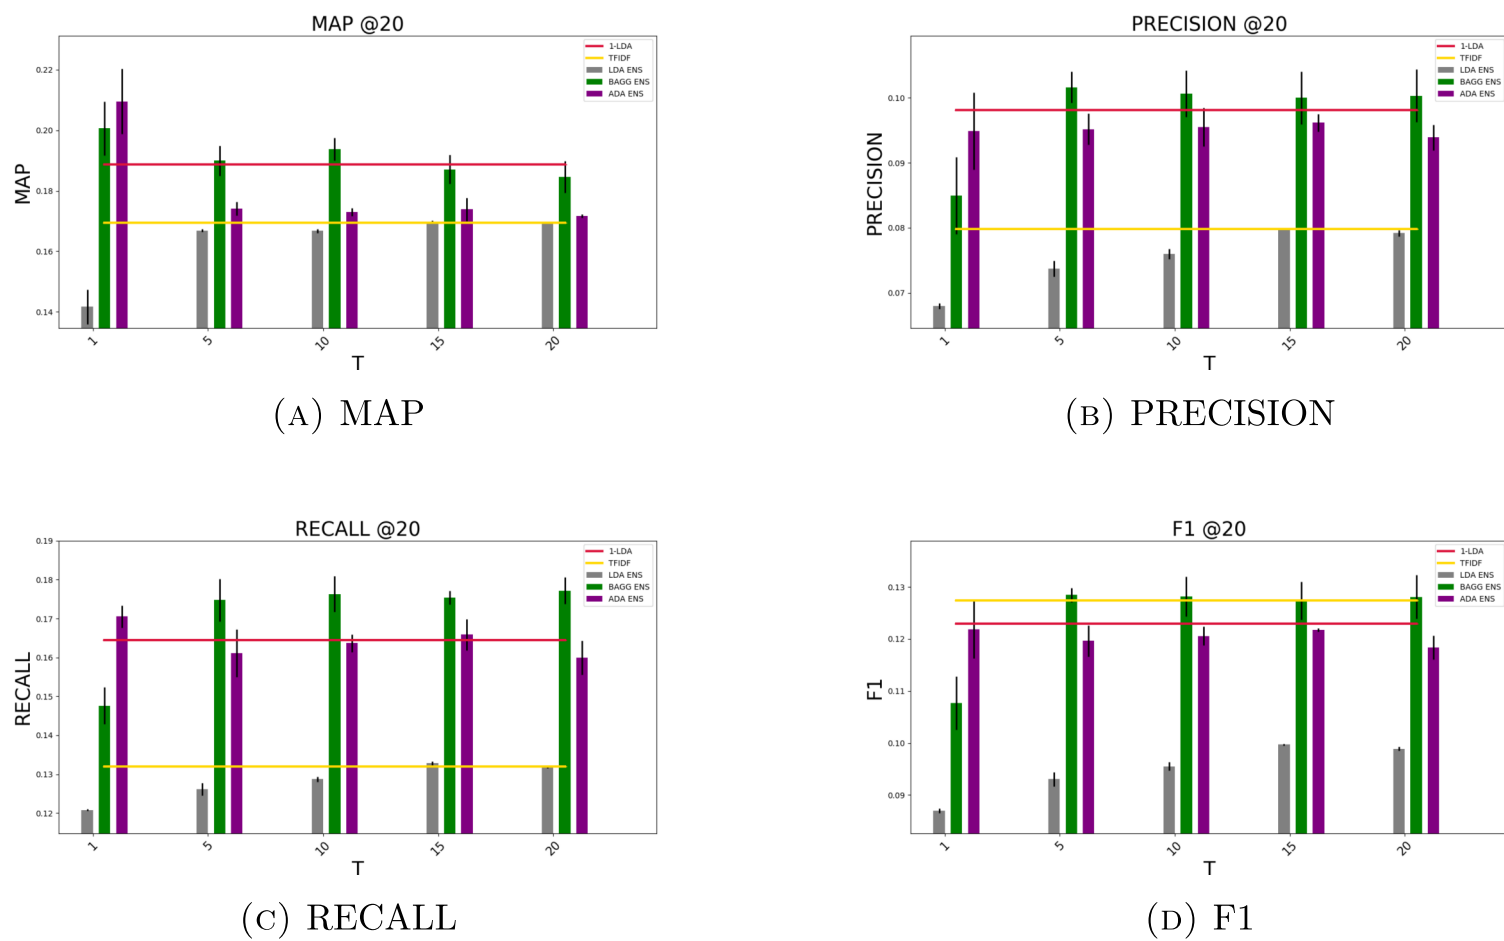 MAP @20
1-LDA
TFIDF
LDA ENS
BAGG ENS
ADA ENS
MAP
0.22
0.20
0.18
0.16
0.14
1 5 10 15 20
T
(A) MAP
PRECISION @20
1-LDA
TFIDF
LDA ENS
BAGG ENS
ADA ENS
PRECISION
0.10
0.09
0.08
0.07
1 5 10 15 20
T
(B) PRECISION
RECALL @20
1-LDA
TFIDF
LDA ENS
BAGG ENS
ADA ENS
RECALL
0.19
0.18
0.17
0.16
0.15
0.14
0.13
0.12
1 5 10 15 20
T
(C) RECALL
F1 @20
1-LDA
TFIDF
LDA ENS
BAGG ENS
ADA ENS
F1
0.13
0.12
0.11
0.10
0.09
1 5 10 15 20
T
(D) F1